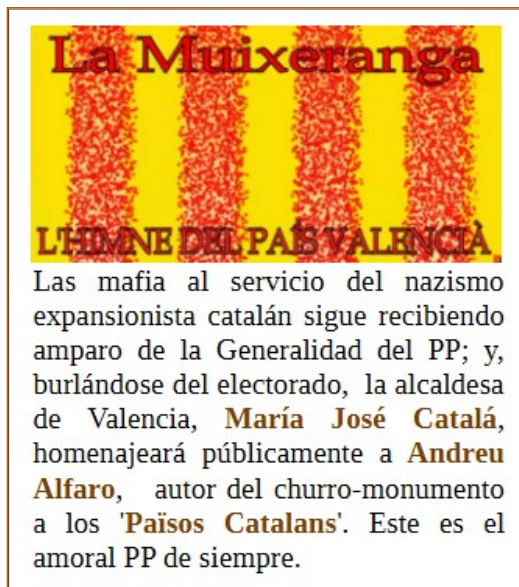 La Muixeranga
L'HIMNE DEL PAÍS VALENCIÀ
Las mafia al servicio del nazismo
expansionista catalán sigue recibiendo
amparo de la Generalidad del PP; y,
burlándose del electorado, la alcaldesa
de Valencia, María José Catalá,
homenajeará públicamente a Andreu
Alfaro, autor del churro-monumento
a los 'Països Catalans'. Este es el
amoral PP de siempre.